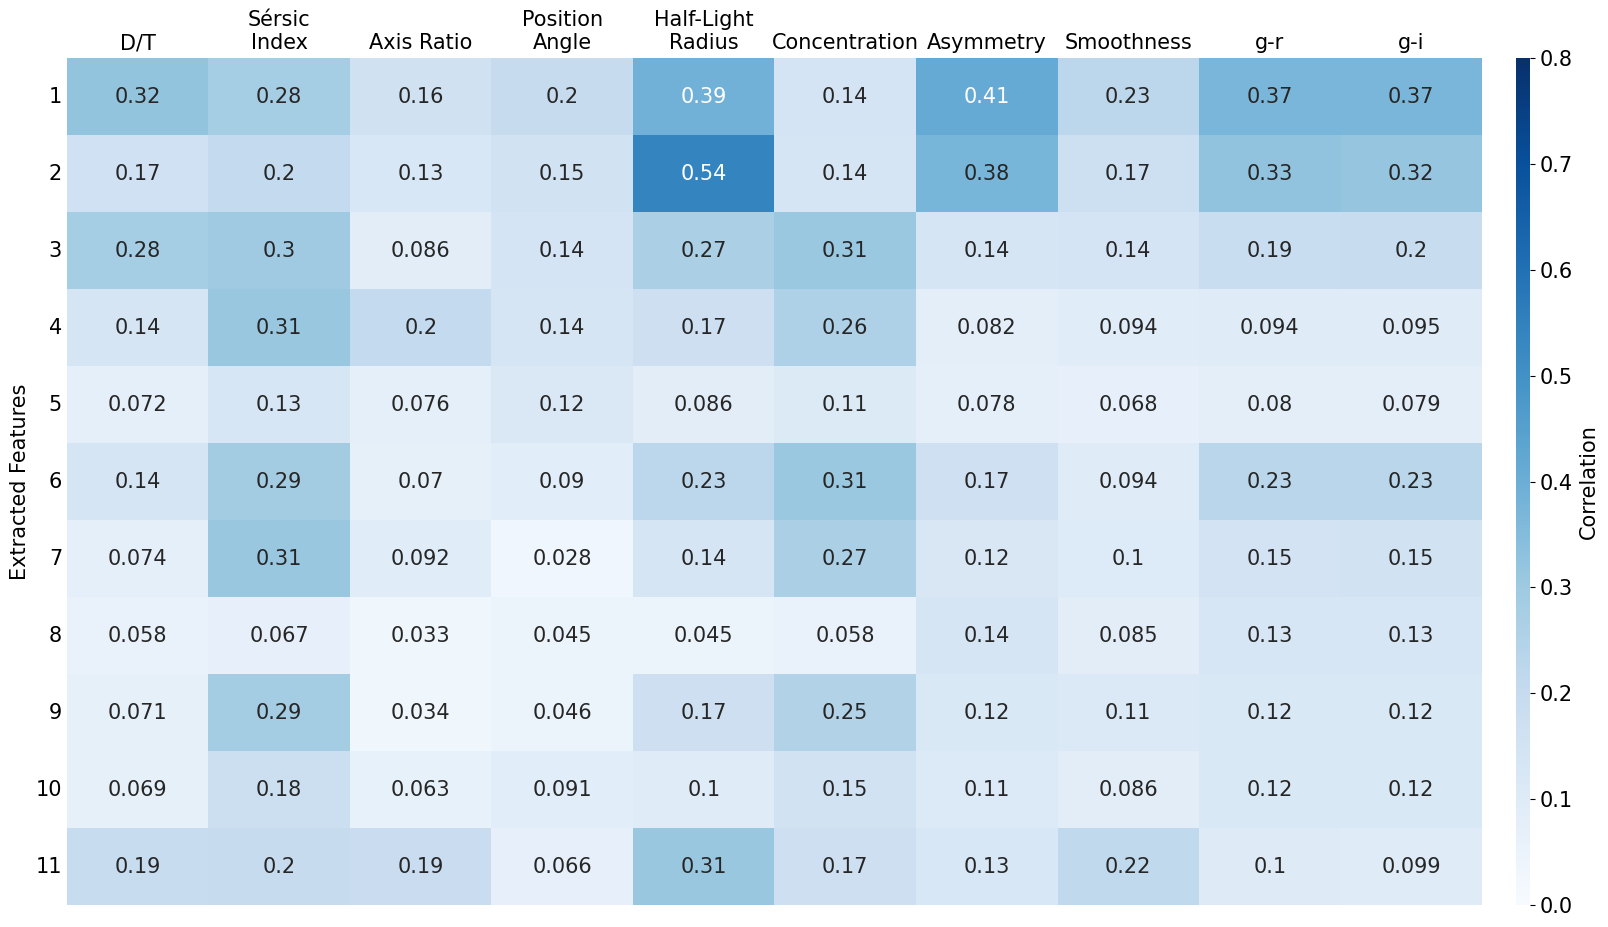 Sérsic Position Half-Light
D/T Index Axis Ratio Angle Radius Concentration Asymmetry Smoothness g-r g-i
1 0.32 0.28 0.16 0.2 0.39 0.14 0.41 0.23 0.37 0.37
2 0.17 0.2 0.13 0.15 0.54 0.14 0.38 0.17 0.33 0.32
3 0.28 0.3 0.086 0.14 0.27 0.31 0.14 0.14 0.19 0.2
4 0.14 0.31 0.2 0.14 0.17 0.26 0.082 0.094 0.094 0.095
5 0.072 0.13 0.076 0.12 0.086 0.11 0.078 0.068 0.08 0.079
6 0.14 0.29 0.07 0.09 0.23 0.31 0.17 0.094 0.23 0.23
7 0.074 0.31 0.092 0.028 0.14 0.27 0.12 0.1 0.15 0.15
8 0.058 0.067 0.033 0.045 0.045 0.058 0.14 0.085 0.13 0.13
9 0.071 0.29 0.034 0.046 0.17 0.25 0.12 0.11 0.12 0.12
10 0.069 0.18 0.063 0.091 0.1 0.15 0.11 0.086 0.12 0.12
11 0.19 0.2 0.19 0.066 0.31 0.17 0.13 0.22 0.1 0.099
Extracted Features
0.8
0.7
0.6
0.5
0.4
0.3
0.2
0.1
0.0
Correlation